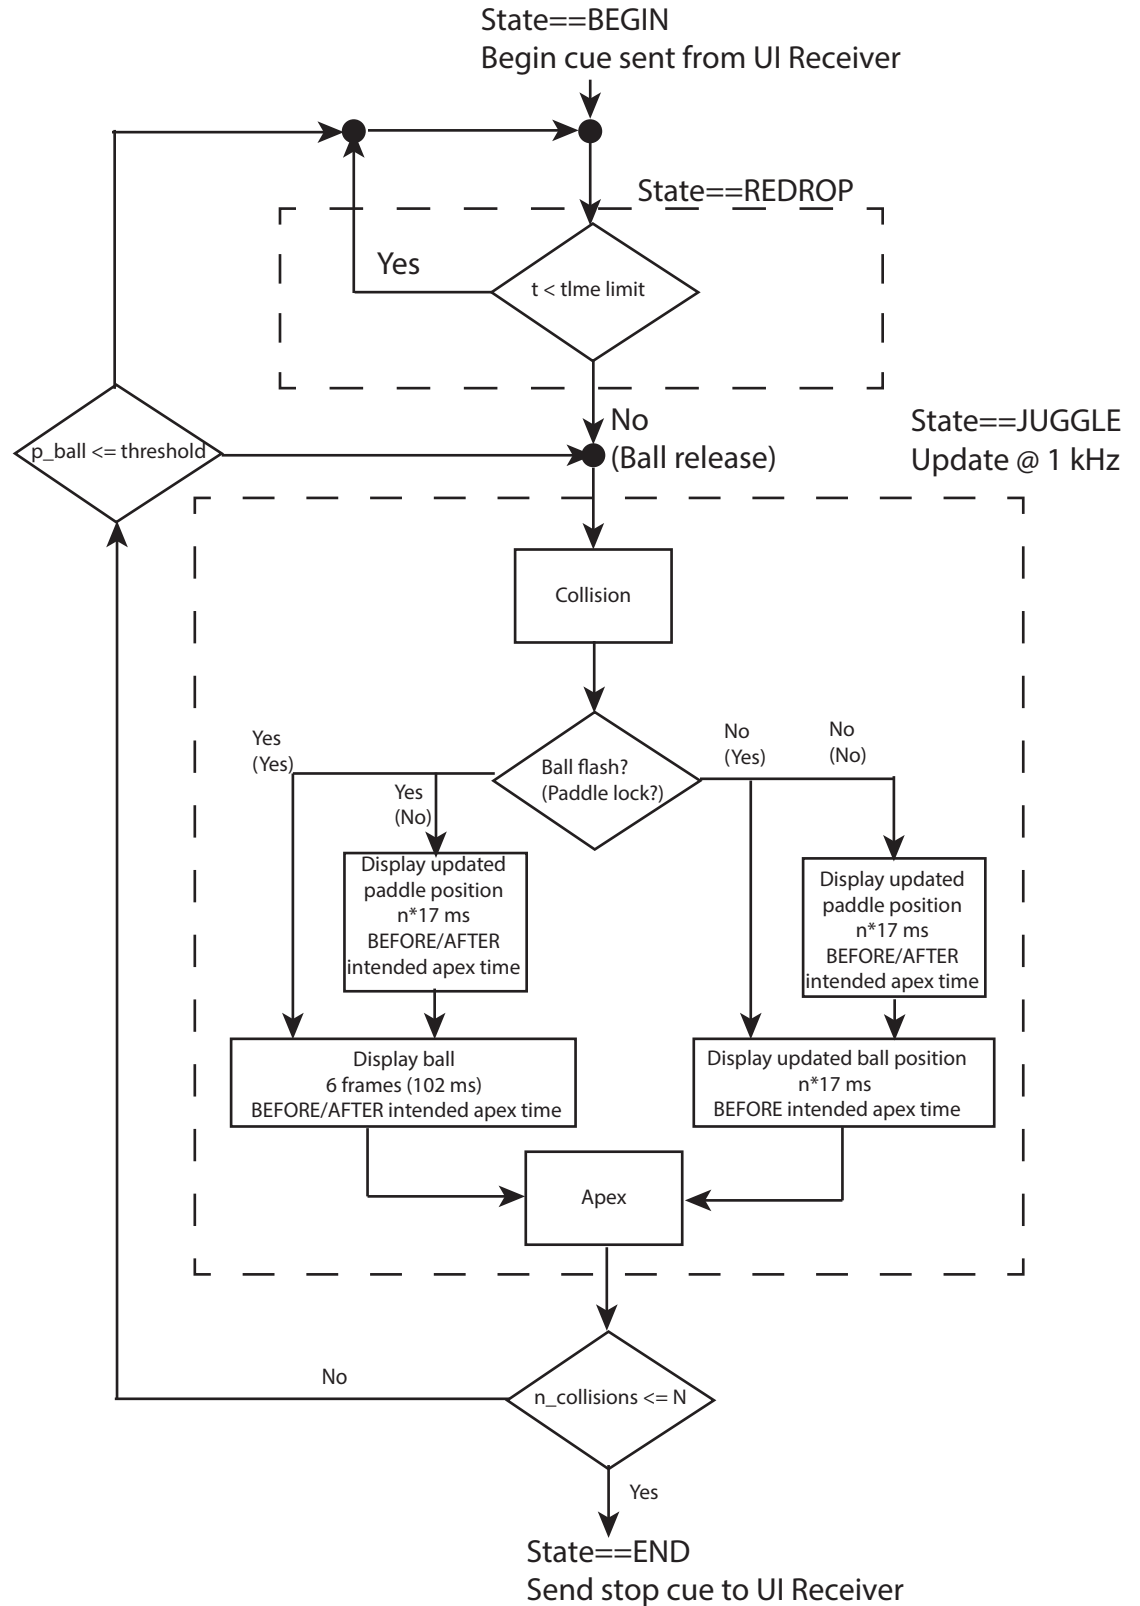 State==BEGIN
Begin cue sent from UI Receiver
State==REDROP
Yes
t < tIme limit
No
(Ball release)
State==JUGGLE
Update @ 1 kHz
p_ball <= threshold
Collision
Ball flash?
(Paddle lock?)
Yes
(Yes)
Yes
(No)
No
(Yes)
No
(No)
Display updated
paddle position
n*17 ms
BEFORE/AFTER
intended apex time
Display updated
paddle position
n*17 ms
BEFORE/AFTER
intended apex time
Display ball
6 frames (102 ms)
BEFORE/AFTER intended apex time
Display updated ball position
n*17 ms
BEFORE intended apex time
Apex
No
n_collisions <= N
Yes
State==END
Send stop cue to UI Receiver